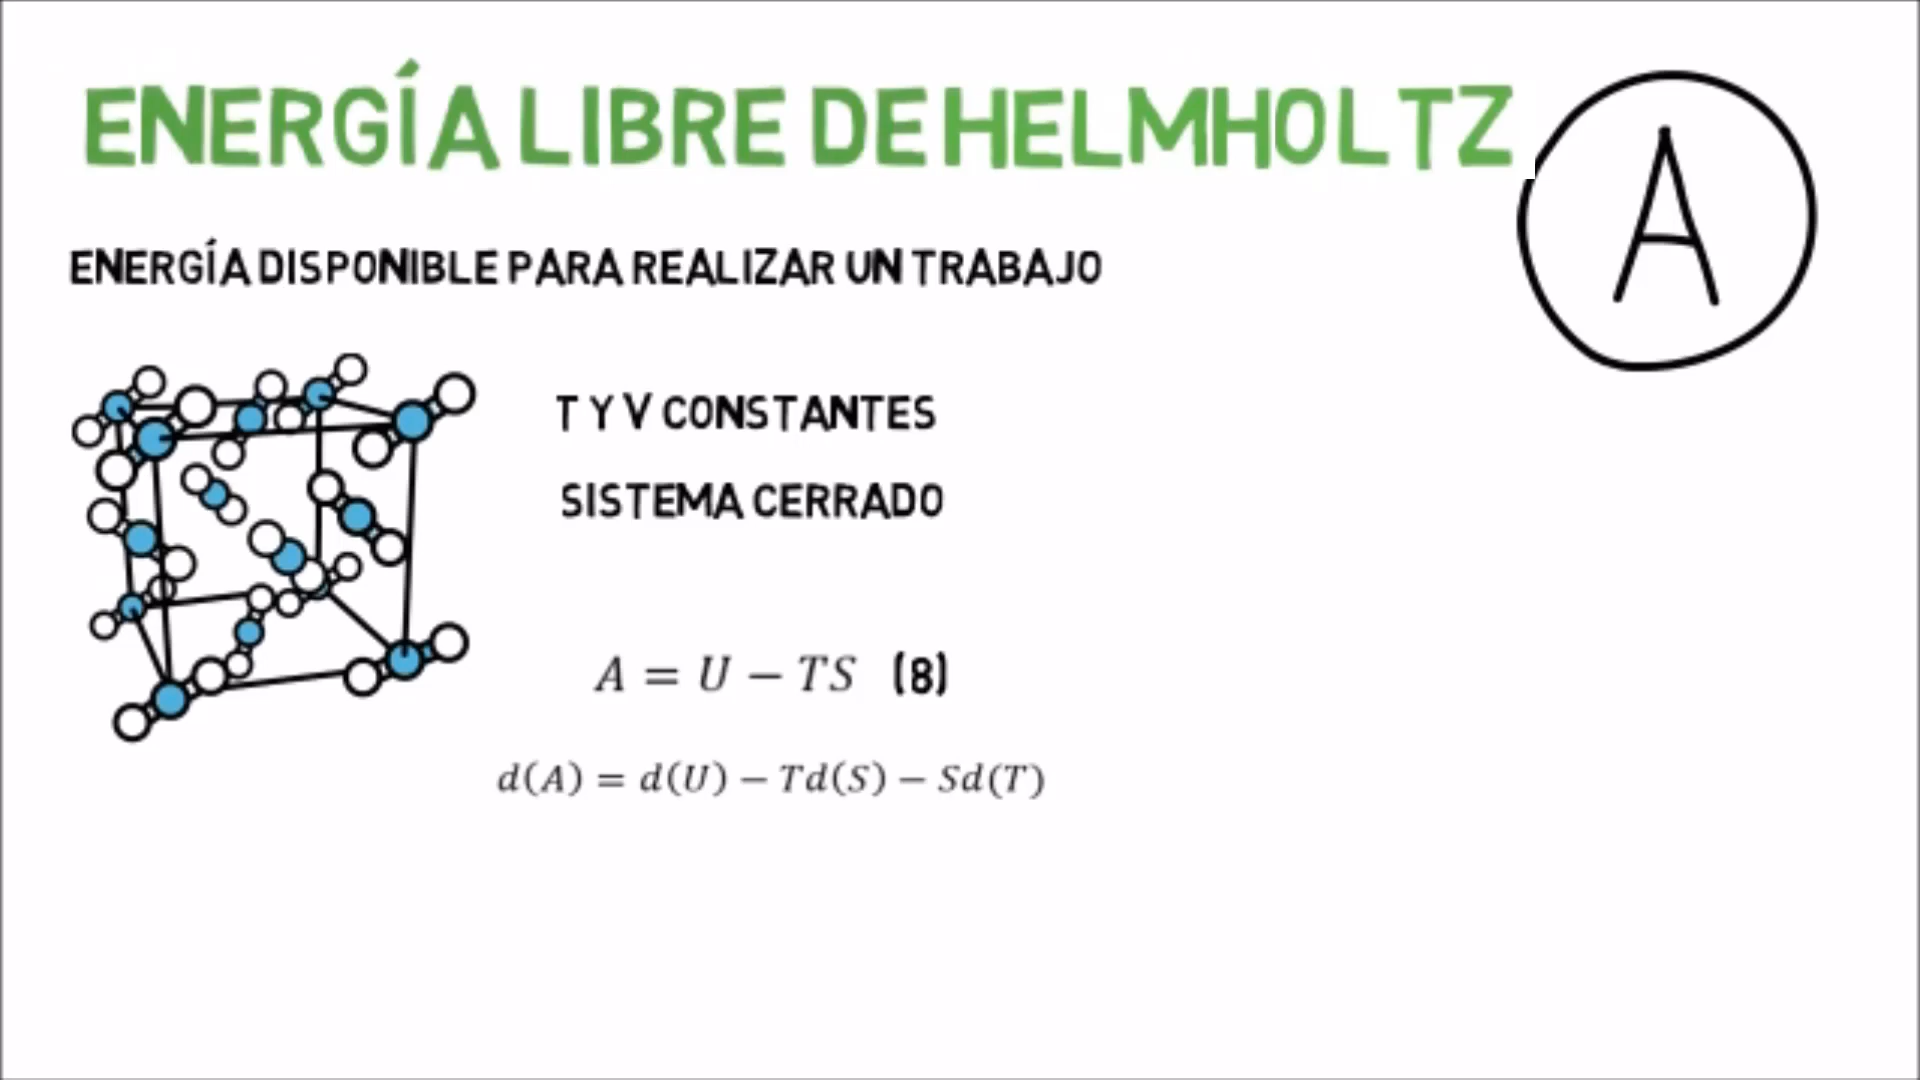 ENERGÍA LIBRE DE HELMHOLTZ
A
ENERGÍA DISPONIBLE PARA REALIZAR UN TRABAJO
T Y V CONSTANTES
SISTEMA CERRADO
A = U − TS (8)
d(A) = d(U) − Td(S) − Sd(T)